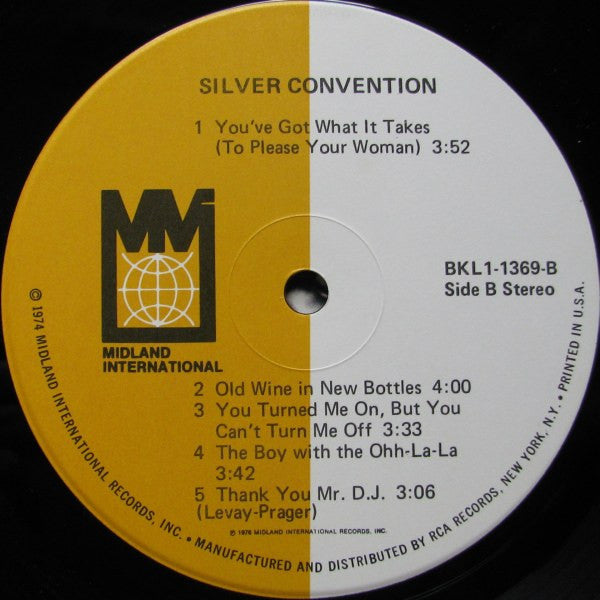 SILVER CONVENTION
1 You've Got What It Takes
(To Please Your Woman) 3:52
MM
BKL1-1369-B
Side B Stereo
MIDLAND
INTERNATIONAL
2 Old Wine in New Bottles 4:00
3 You Turned Me On, But You
Can't Turn Me Off 3:33
4 The Boy with the Ohh-La-La
3:42
5 Thank You Mr. D.J. 3:06
(Levay-Prager)
℗ 1976 MIDLAND INTERNATIONAL RECORDS, INC.
© 1974 MIDLAND INTERNATIONAL RECORDS, INC. • MANUFACTURED AND DISTRIBUTED BY RCA RECORDS, NEW YORK, N.Y. • PRINTED IN U.S.A.